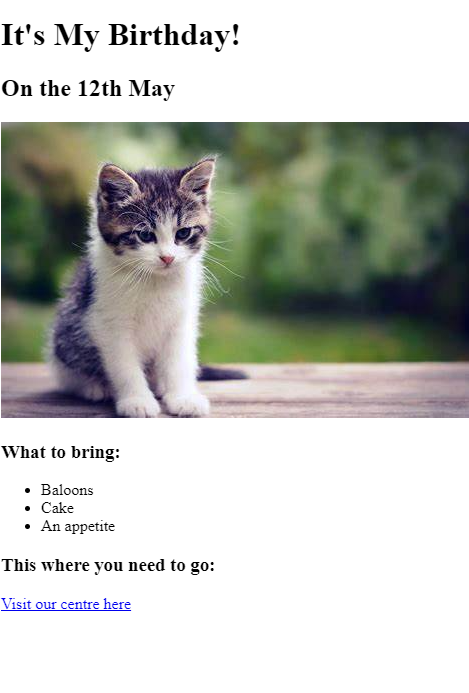 It's My Birthday!
On the 12th May
What to bring:
Baloons
Cake
An appetite
This where you need to go:
Visit our centre here